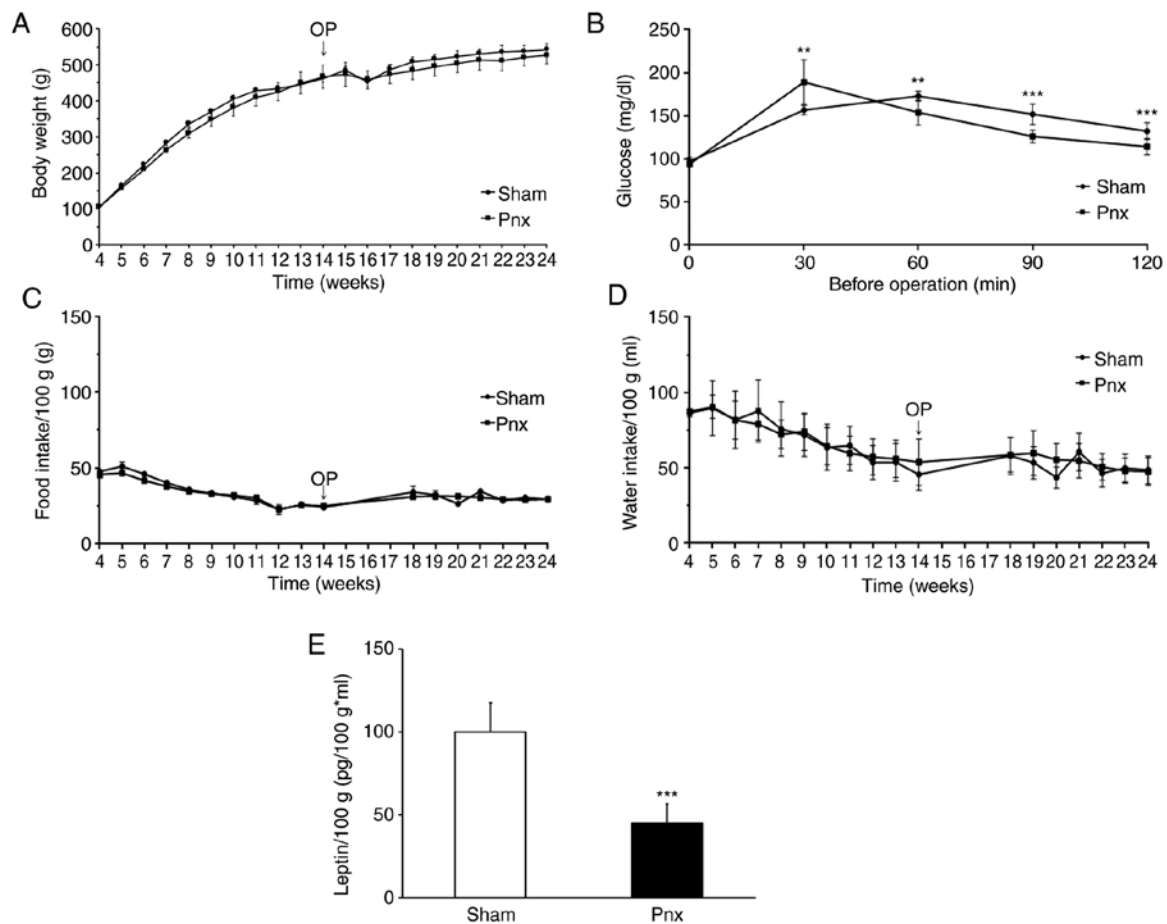 A
OP
Body weight (g)
600
500
400
300
200
100
0
Sham
Pnx
4 5 6 7 8 9 10 11 12 13 14 15 16 17 18 19 20 21 22 23 24
Time (weeks)
B
Glucose (mg/dl)
250
200
150
100
50
0
**
**
***
***
Sham
Pnx
0 30 60 90 120
Before operation (min)
C
Food intake/100 g (g)
150
100
50
0
Sham
Pnx
OP
4 5 6 7 8 9 10 11 12 13 14 15 16 17 18 19 20 21 22 23 24
Time (weeks)
D
Water intake/100 g (ml)
150
100
50
0
Sham
Pnx
OP
4 5 6 7 8 9 10 11 12 13 14 15 16 17 18 19 20 21 22 23 24
Time (weeks)
E
Leptin/100 g (pg/100 g*ml)
150
100
50
0
***
Sham Pnx